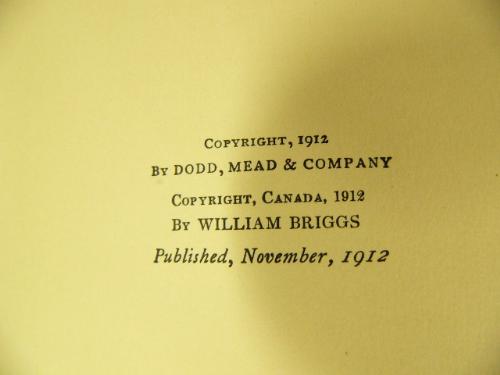 Copyright, 1912
By DODD, MEAD & COMPANY
Copyright, Canada, 1912
By WILLIAM BRIGGS
Published, November, 1912